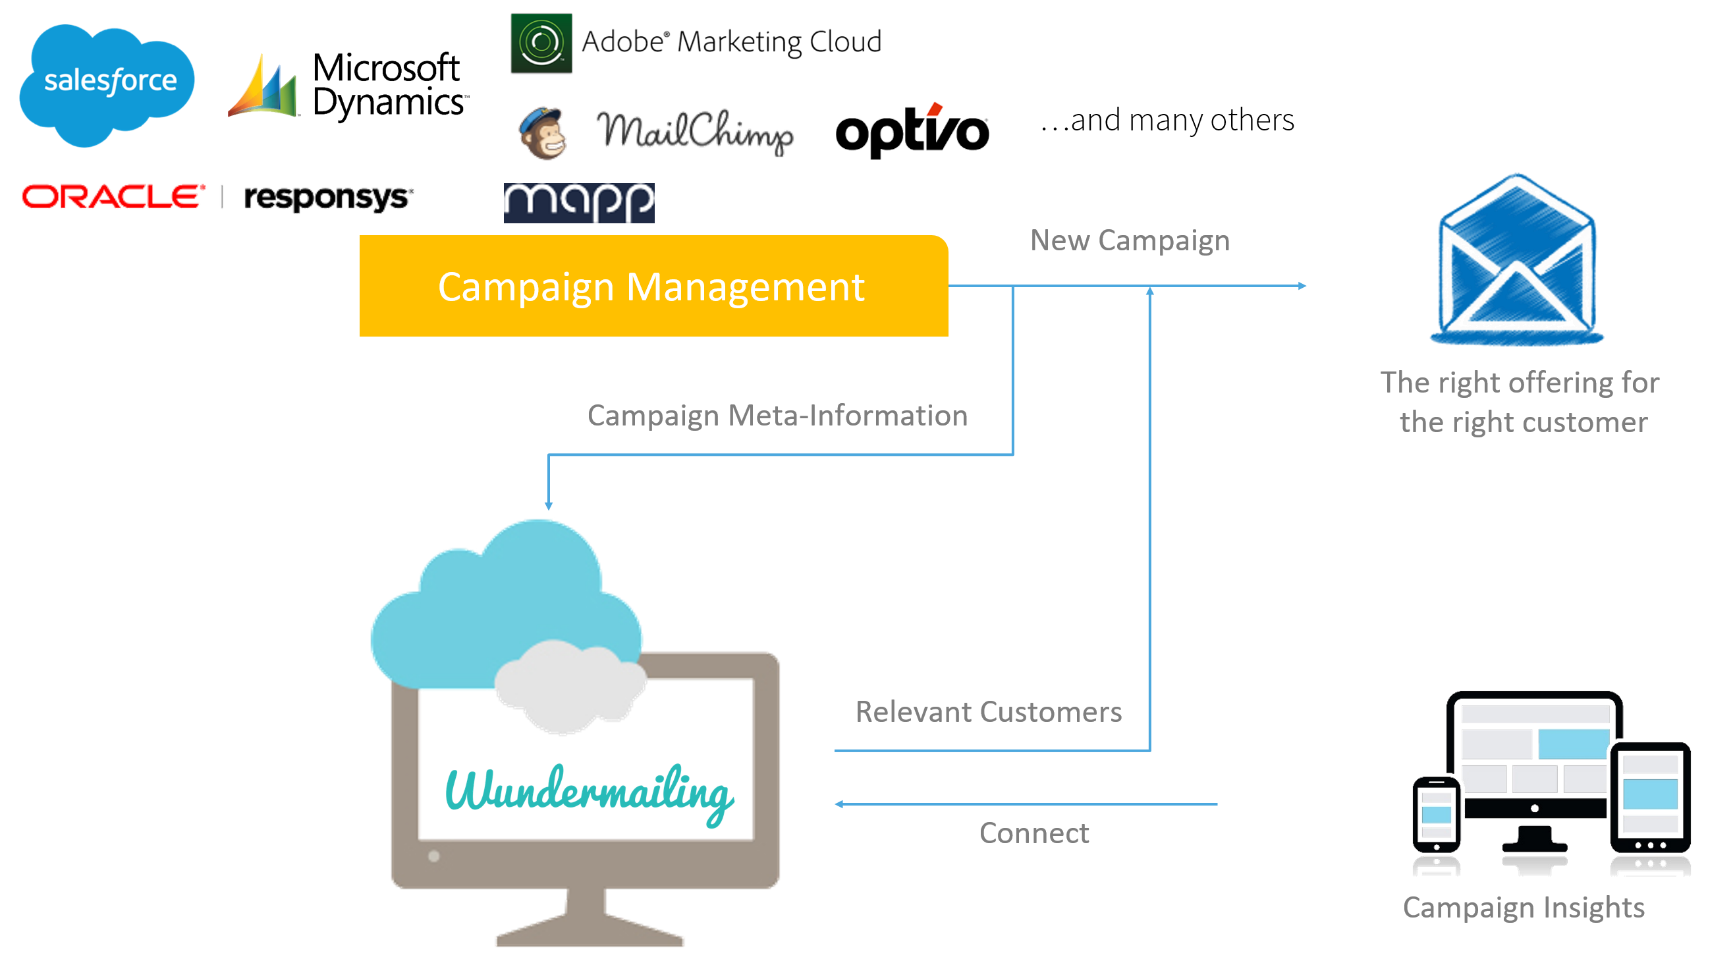 salesforce
Microsoft
Dynamics™
Adobe® Marketing Cloud
MailChimp
optivo
...and many others
ORACLE® | responsys®
mapp
Campaign Management
New Campaign
The right offering for
the right customer
Campaign Meta-Information
Wundermailing
Relevant Customers
Connect
Campaign Insights